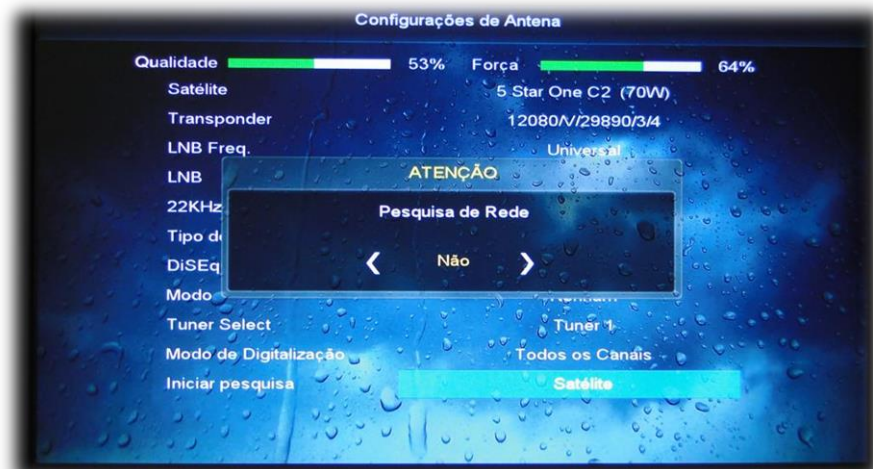 Configurações de Antena
Qualidade 53% Força 64%
Satélite 5 Star One C2 (70W)
Transponder 12080/V/29890/3/4
LNB Freq. Universal
LNB
ATENÇÃO
22KHz
Pesquisa de Rede
Tipo
Não
DiSEq
Modo
Tuner Select Tuner 1
Modo de Digitalização Todos os Canais
Iniciar pesquisa Satélite